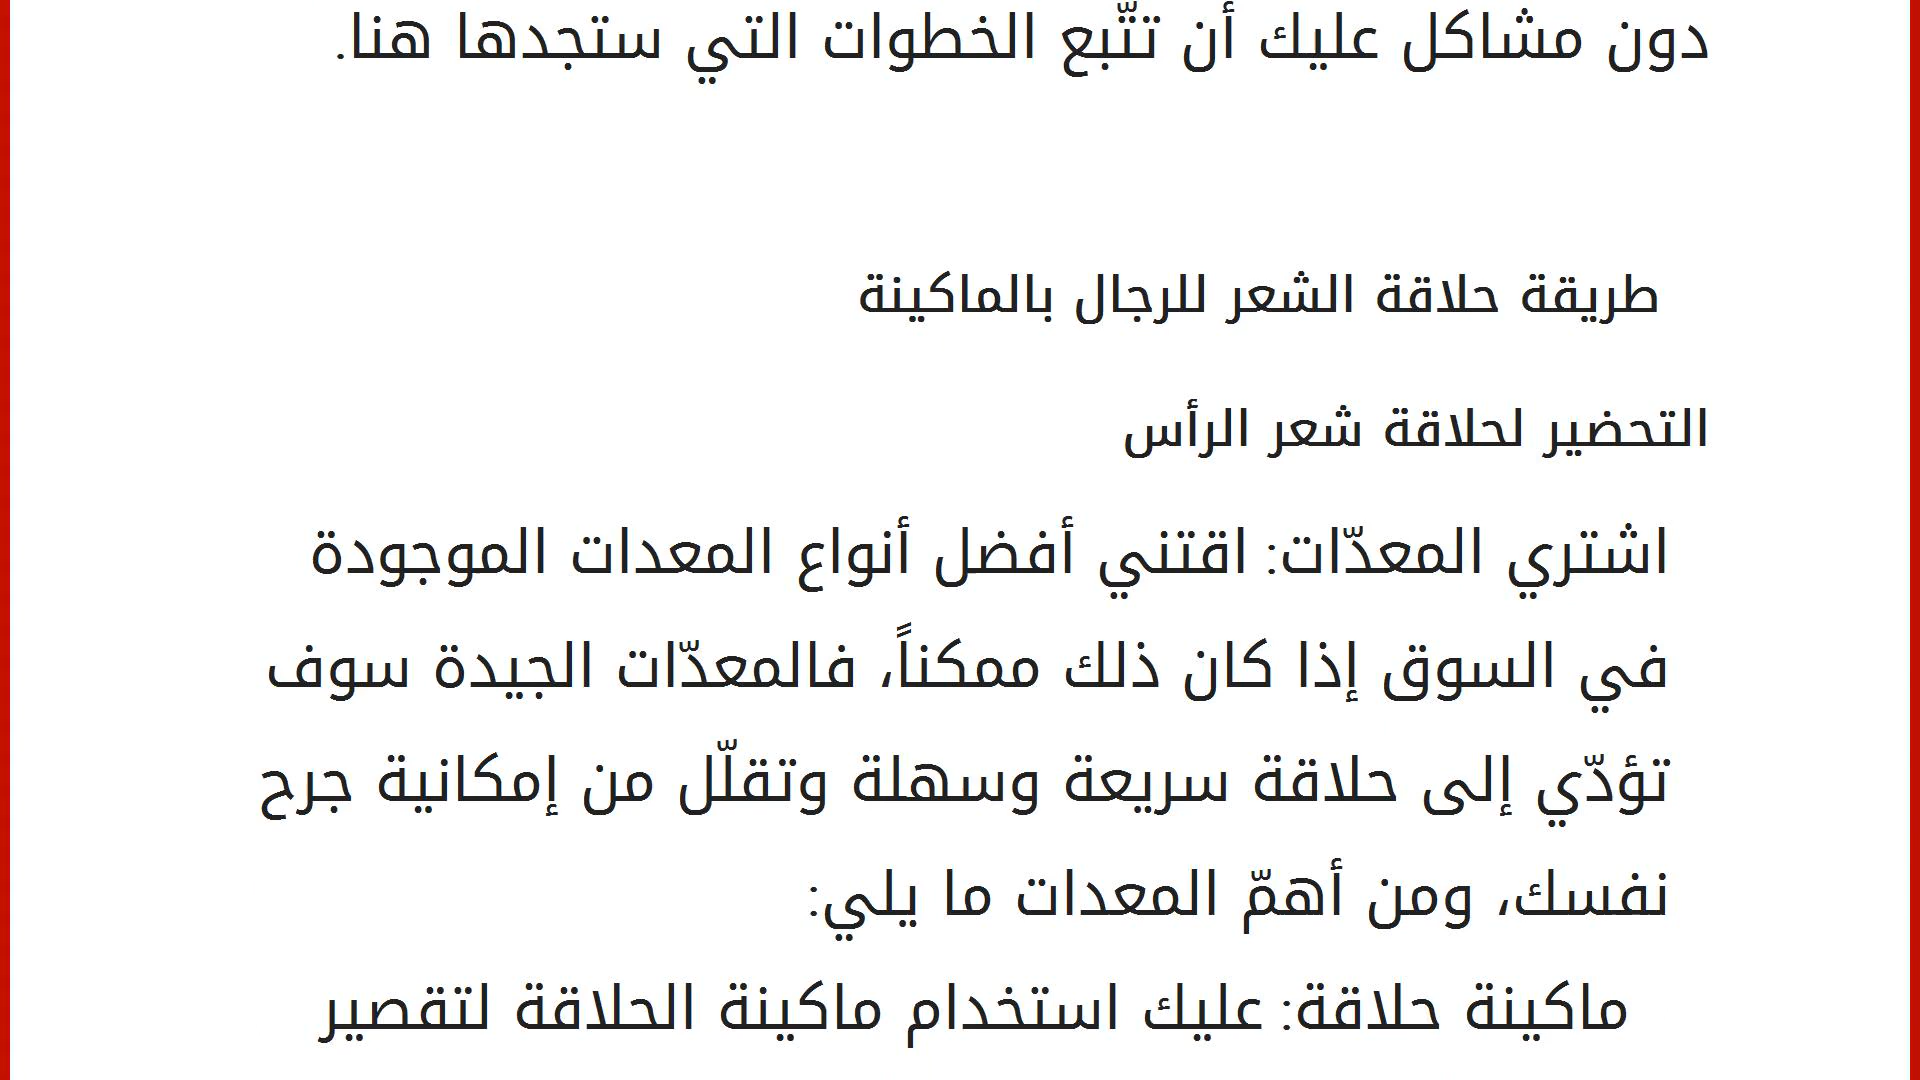 دون مشاكل عليك أن تتّبع الخطوات التي ستجدها هنا.
طريقة حلاقة الشعر للرجال بالماكينة
التحضير لحلاقة شعر الرأس
اشتري المعدّات: اقتني أفضل أنواع المعدات الموجودة
في السوق إذا كان ذلك ممكناً، فالمعدّات الجيدة سوف
تؤدّي إلى حلاقة سريعة وسهلة وتقلّل من إمكانية جرح
نفسك، ومن أهمّ المعدات ما يلي:
ماكينة حلاقة: عليك استخدام ماكينة الحلاقة لتقصير